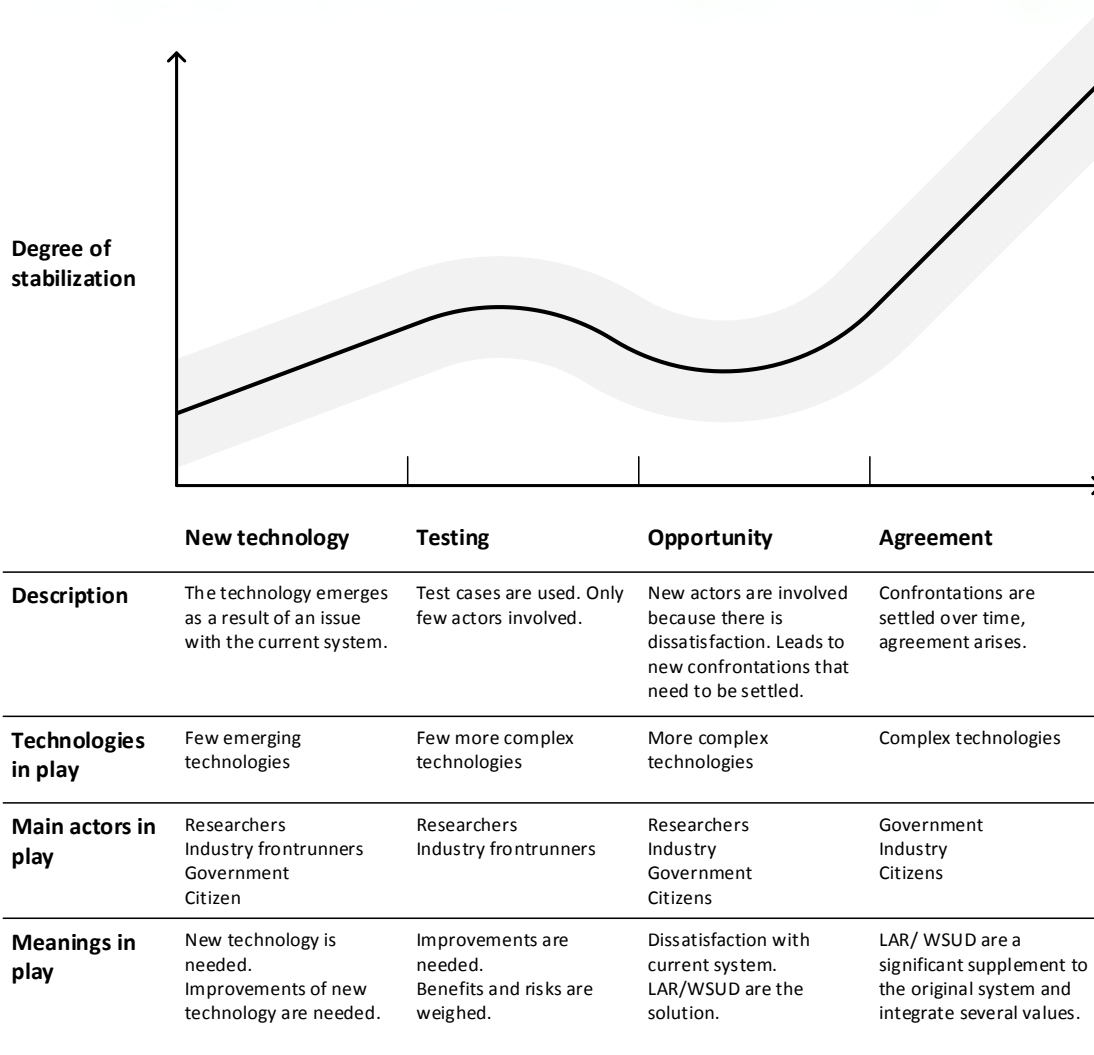 Degree of
stabilization
New technology
Testing
Opportunity
Agreement
Description
The technology emerges
as a result of an issue
with the current system.
Test cases are used. Only
few actors involved.
New actors are involved
because there is
dissatisfaction. Leads to
new confrontations that
need to be settled.
Confrontations are
settled over time,
agreement arises.
Technologies
in play
Few emerging
technologies
Few more complex
technologies
More complex
technologies
Complex technologies
Main actors in
play
Researchers
Industry frontrunners
Government
Citizen
Researchers
Industry frontrunners
Researchers
Industry
Government
Citizens
Government
Industry
Citizens
Meanings in
play
New technology is
needed.
Improvements of new
technology are needed.
Improvements are
needed.
Benefits and risks are
weighed.
Dissatisfaction with
current system.
LAR/WSUD are the
solution.
LAR/ WSUD are a
significant supplement to
the original system and
integrate several values.